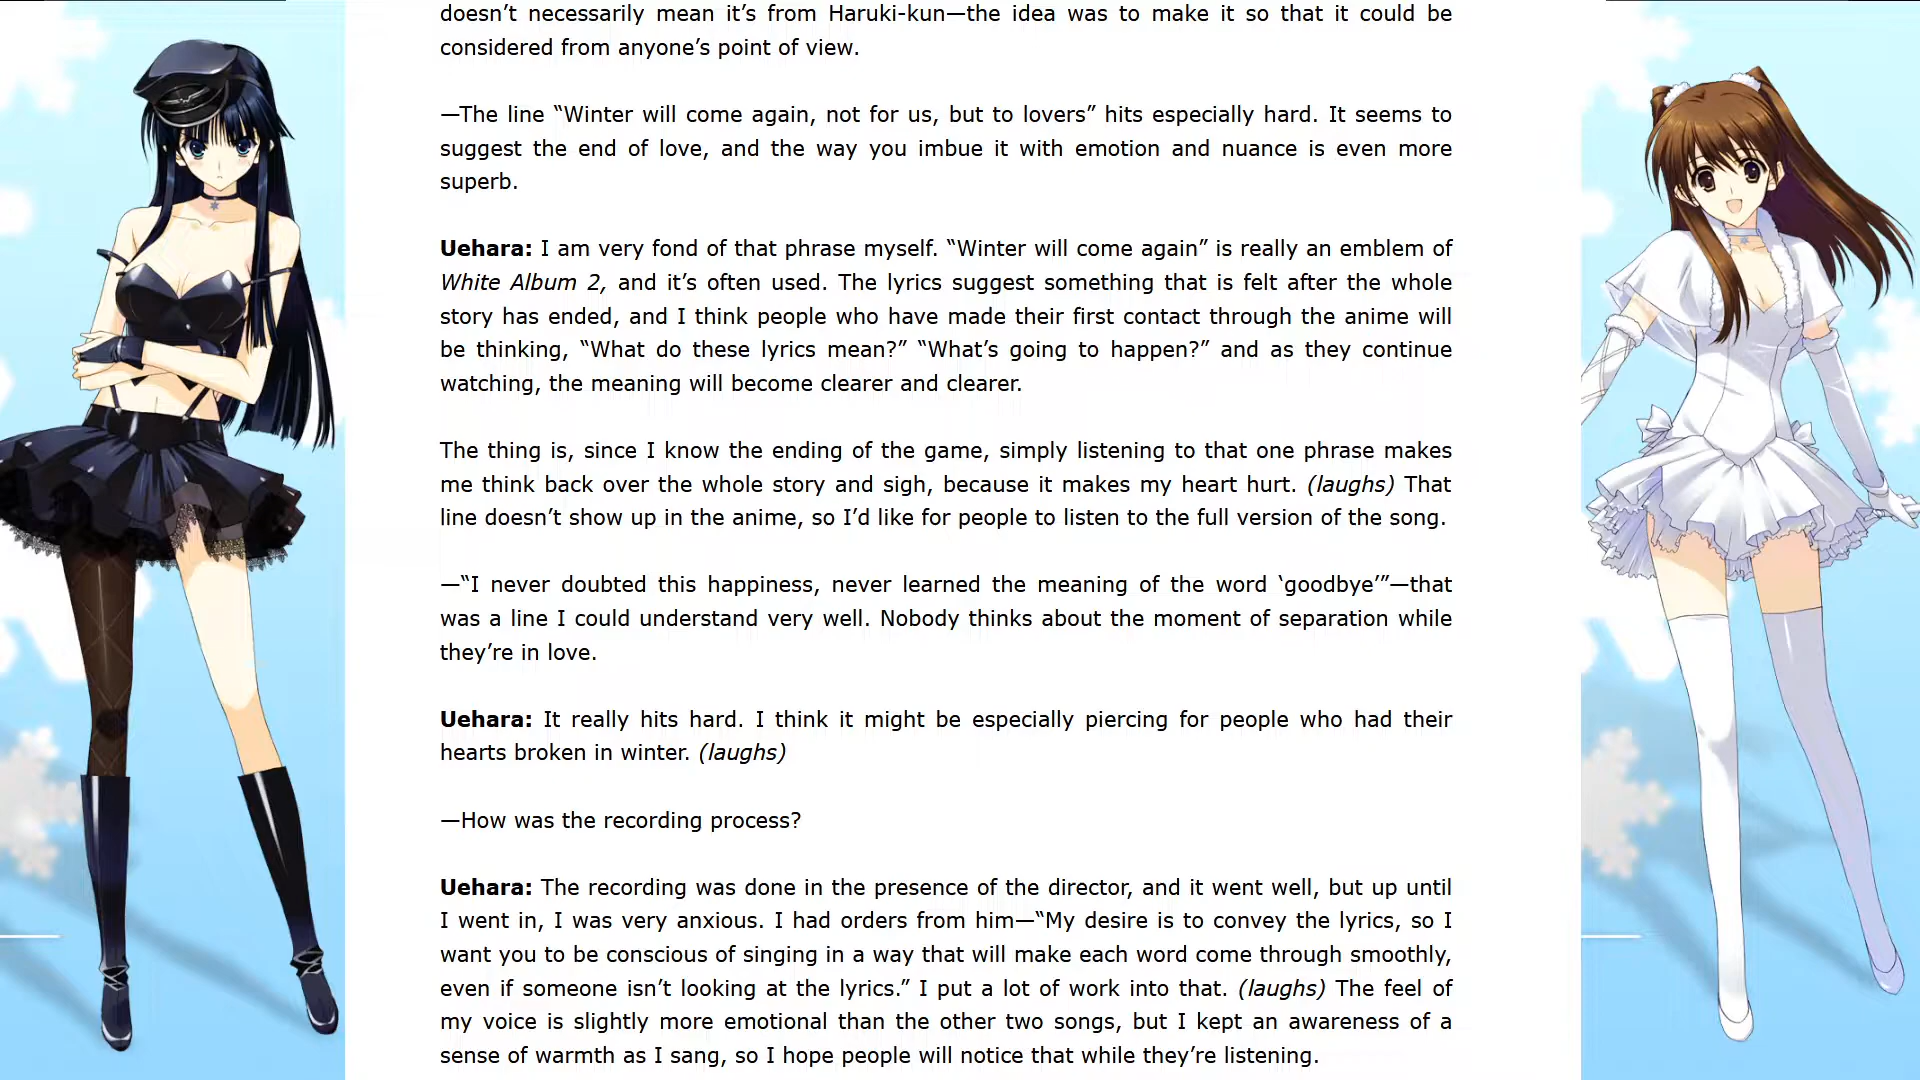 doesn’t necessarily mean it’s from Haruki-kun—the idea was to make it so that it could be
considered from anyone’s point of view.
—The line “Winter will come again, not for us, but to lovers” hits especially hard. It seems to
suggest the end of love, and the way you imbue it with emotion and nuance is even more
superb.
Uehara: I am very fond of that phrase myself. “Winter will come again” is really an emblem of
White Album 2, and it’s often used. The lyrics suggest something that is felt after the whole
story has ended, and I think people who have made their first contact through the anime will
be thinking, “What do these lyrics mean?” “What’s going to happen?” and as they continue
watching, the meaning will become clearer and clearer.
The thing is, since I know the ending of the game, simply listening to that one phrase makes
me think back over the whole story and sigh, because it makes my heart hurt. (laughs) That
line doesn’t show up in the anime, so I’d like for people to listen to the full version of the song.
—“I never doubted this happiness, never learned the meaning of the word ‘goodbye’”—that
was a line I could understand very well. Nobody thinks about the moment of separation while
they’re in love.
Uehara: It really hits hard. I think it might be especially piercing for people who had their
hearts broken in winter. (laughs)
—How was the recording process?
Uehara: The recording was done in the presence of the director, and it went well, but up until
I went in, I was very anxious. I had orders from him—“My desire is to convey the lyrics, so I
want you to be conscious of singing in a way that will make each word come through smoothly,
even if someone isn’t looking at the lyrics.” I put a lot of work into that. (laughs) The feel of
my voice is slightly more emotional than the other two songs, but I kept an awareness of a
sense of warmth as I sang, so I hope people will notice that while they’re listening.